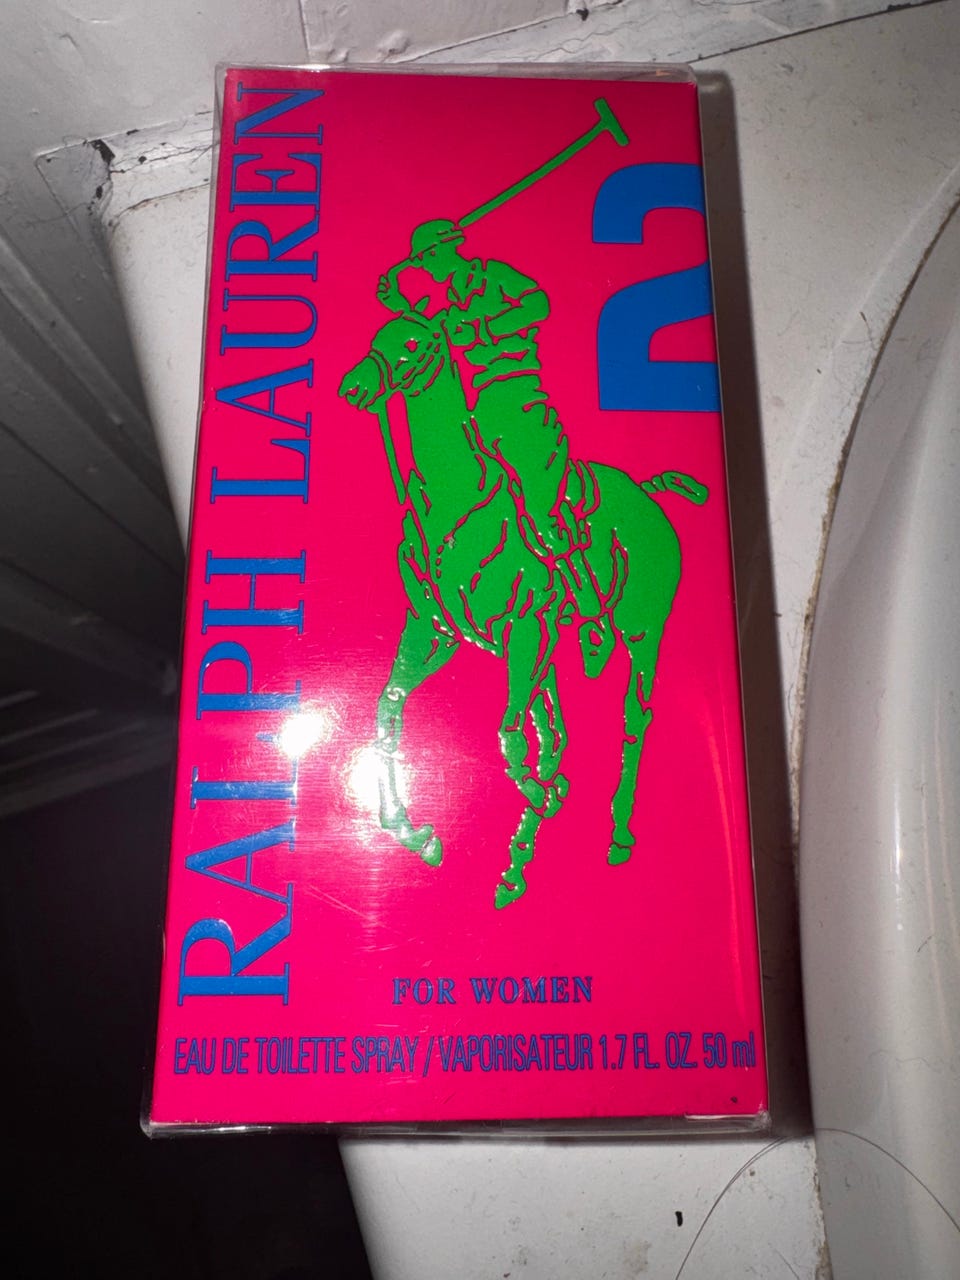 RALPH LAUREN
2
FOR WOMEN
EAU DE TOILETTE SPRAY / VAPORISATEUR 1.7 FL. OZ. 50 ml